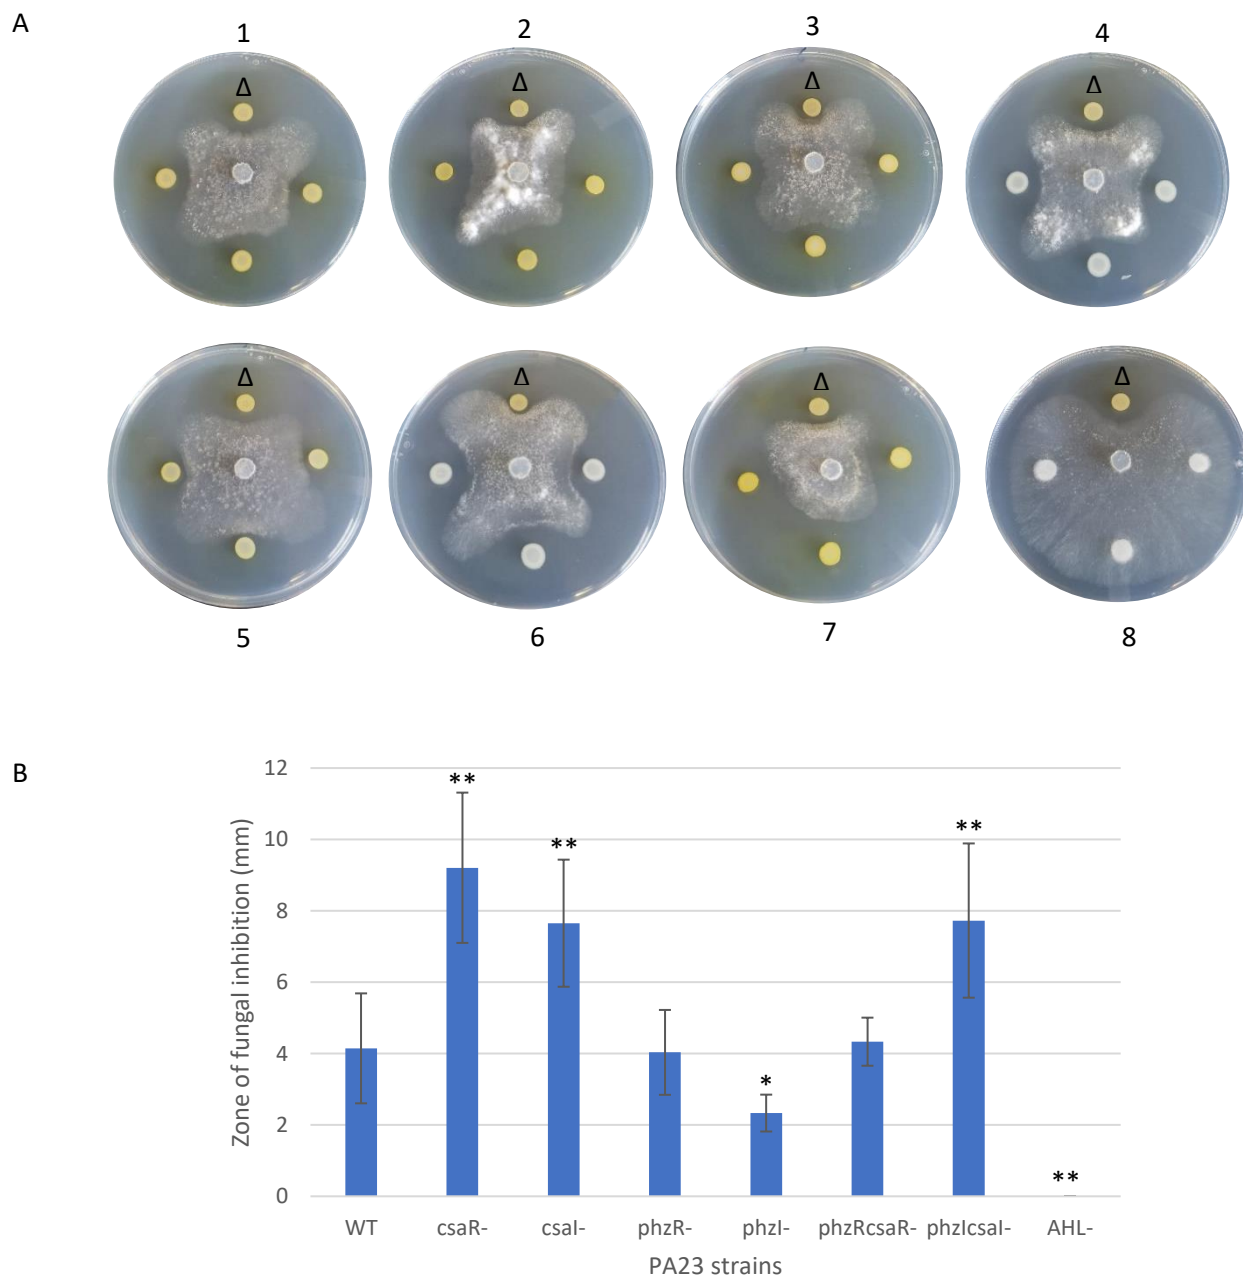 A
1 2 3 4
Δ Δ Δ Δ
Δ Δ Δ Δ
5 6 7 8
B
12
10
8
6
4
2
0
Zone of fungal inhibition (mm)
** ** * ** **
WT csaR- csaI- phzR- phzI- phzRcsaR- phzIcsaI- AHL-
PA23 strains